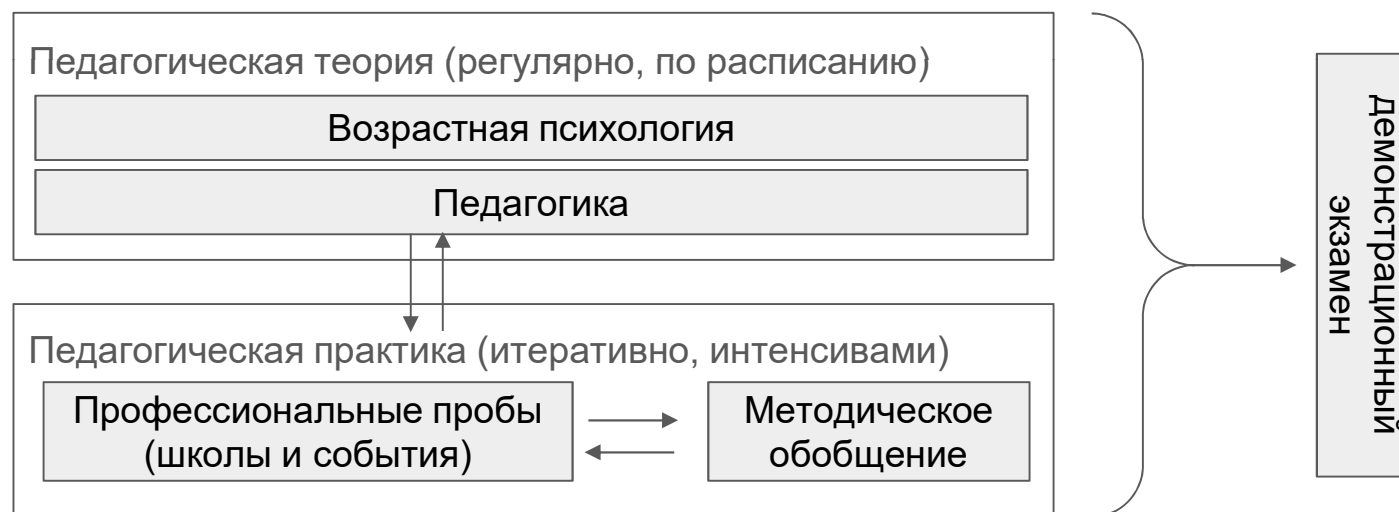 Педагогическая теория (регулярно, по расписанию)
Возрастная психология
Педагогика
Педагогическая практика (итеративно, интенсивами)
Профессиональные пробы
(школы и события)
Методическое
обобщение
демонстрационный
экзамен